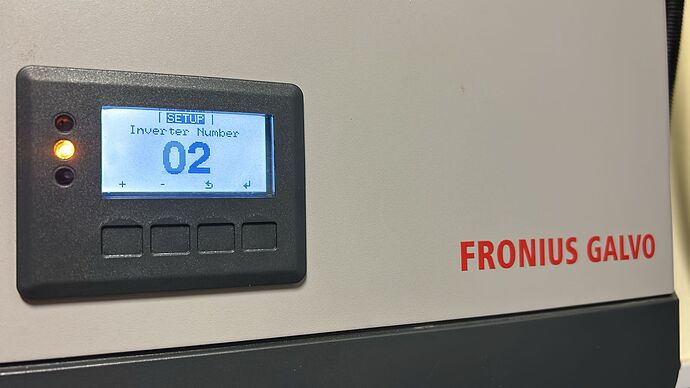 SETUP
Inverter Number
02
+ -
FRONIUS GALVO